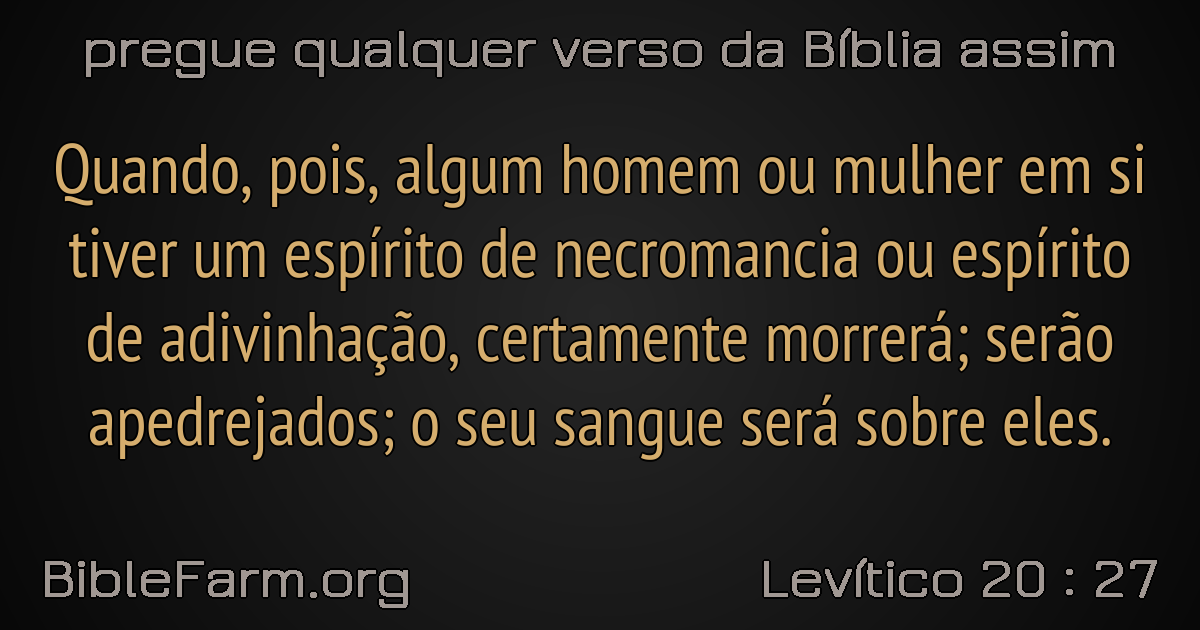 pregue qualquer verso da Bíblia assim
Quando, pois, algum homem ou mulher em si
tiver um espírito de necromancia ou espírito
de adivinhação, certamente morrerá; serão
apedrejados; o seu sangue será sobre eles.
BibleFarm.org
Levítico 20 : 27